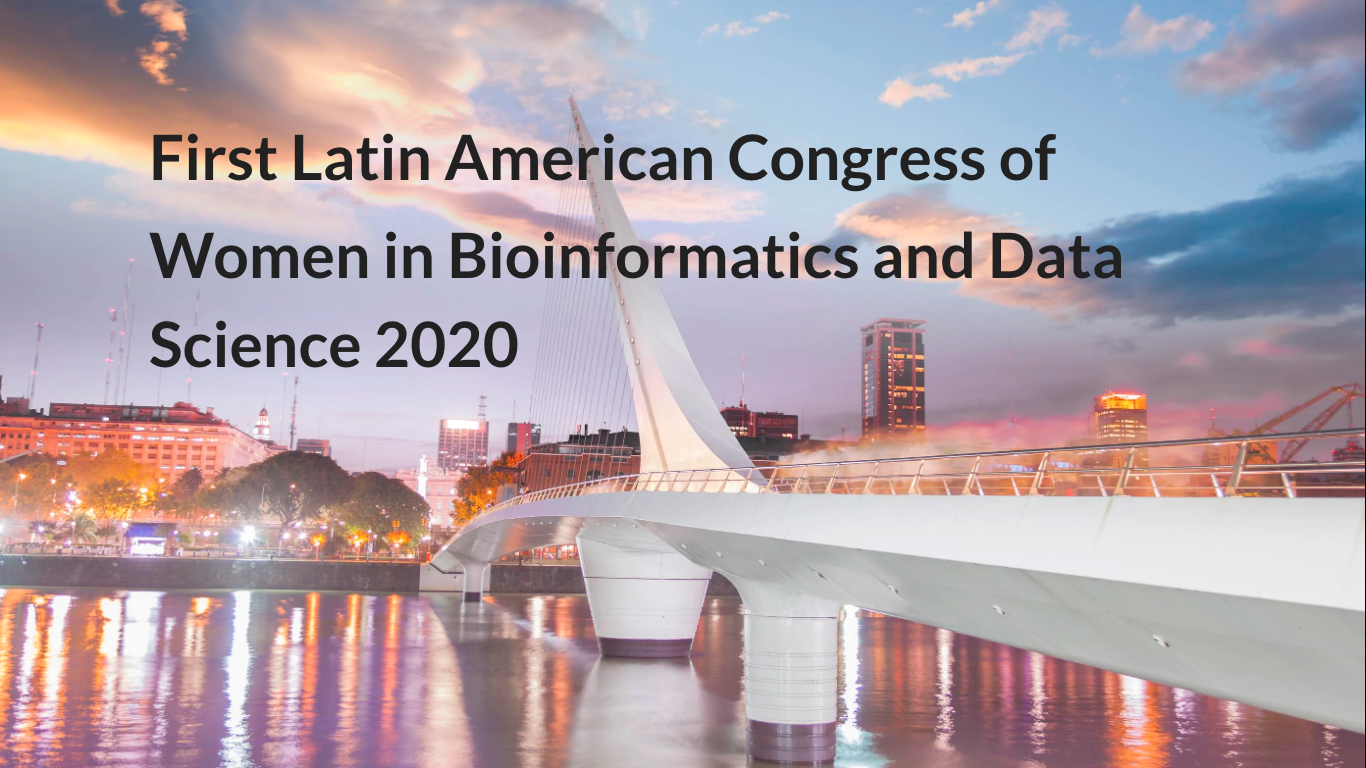 First Latin American Congress of
Women in Bioinformatics and Data
Science 2020